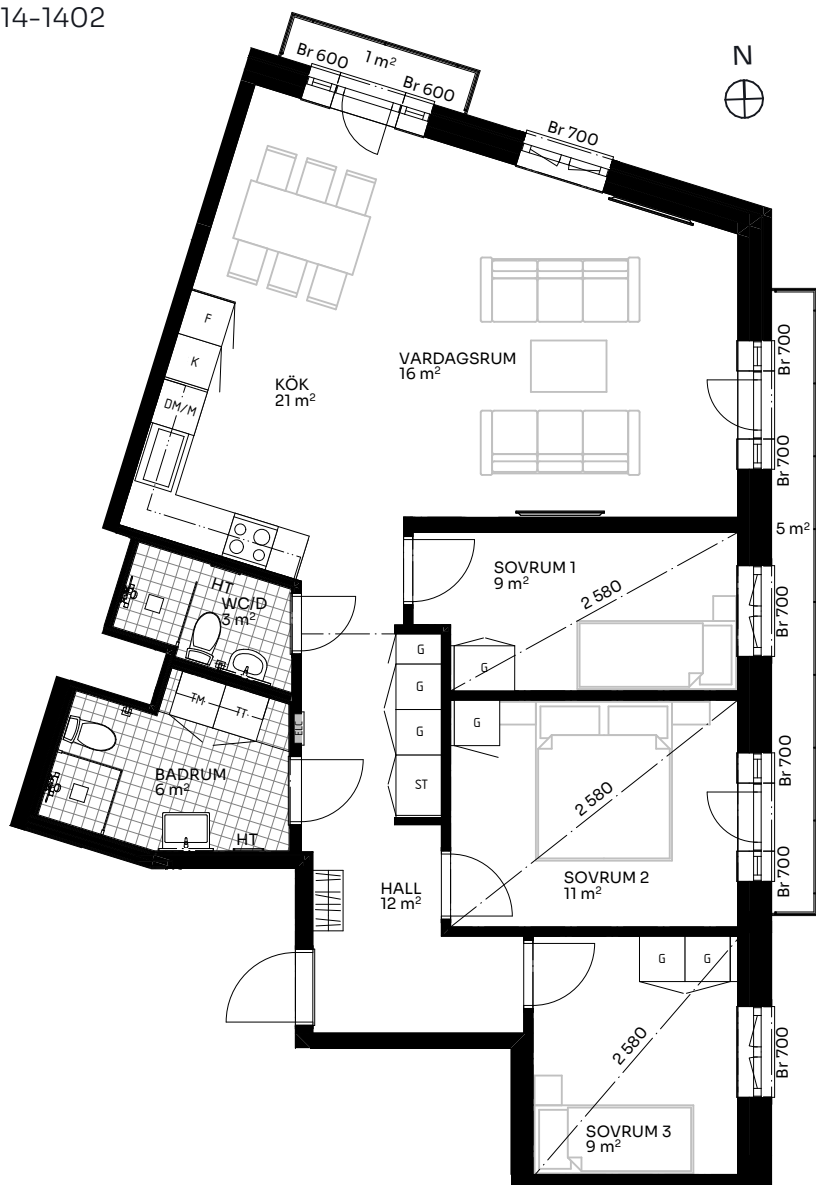 14-1402
N
Br 600
1 m²
Br 600
Br 700
F
K
DM/M
KÖK
21 m²
VARDAGSRUM
16 m²
Br 700
Br 700
5 m²
HT
WC/D
3 m²
SOVRUM 1
9 m²
2 580
Br 700
G
G
G
G
ST
G
TM
TT
ELC
BADRUM
6 m²
HT
2 580
SOVRUM 2
11 m²
Br 700
Br 700
HALL
12 m²
G
G
2 580
Br 700
SOVRUM 3
9 m²